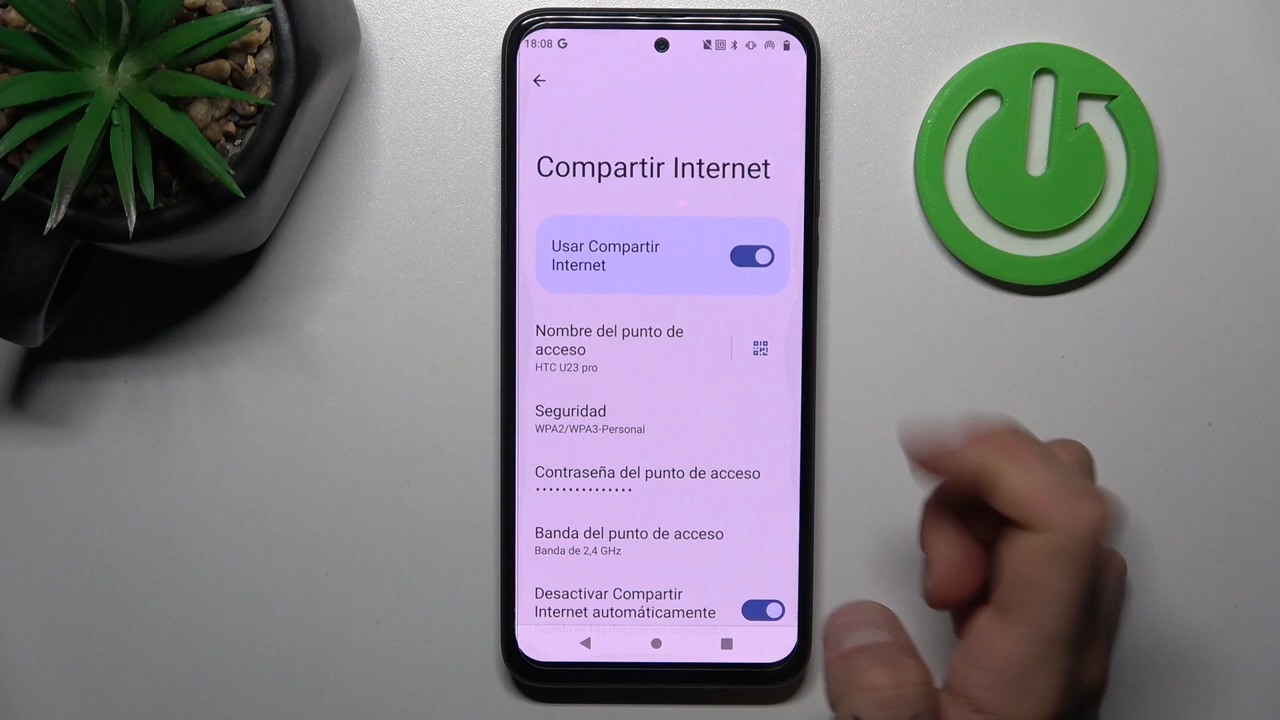 18:08 G
Compartir Internet
Usar Compartir
Internet
Nombre del punto de
acceso
HTC U23 pro
Seguridad
WPA2/WPA3-Personal
Contraseña del punto de acceso
•••••••••••••••
Banda del punto de acceso
Banda de 2,4 GHz
Desactivar Compartir
Internet automáticamente